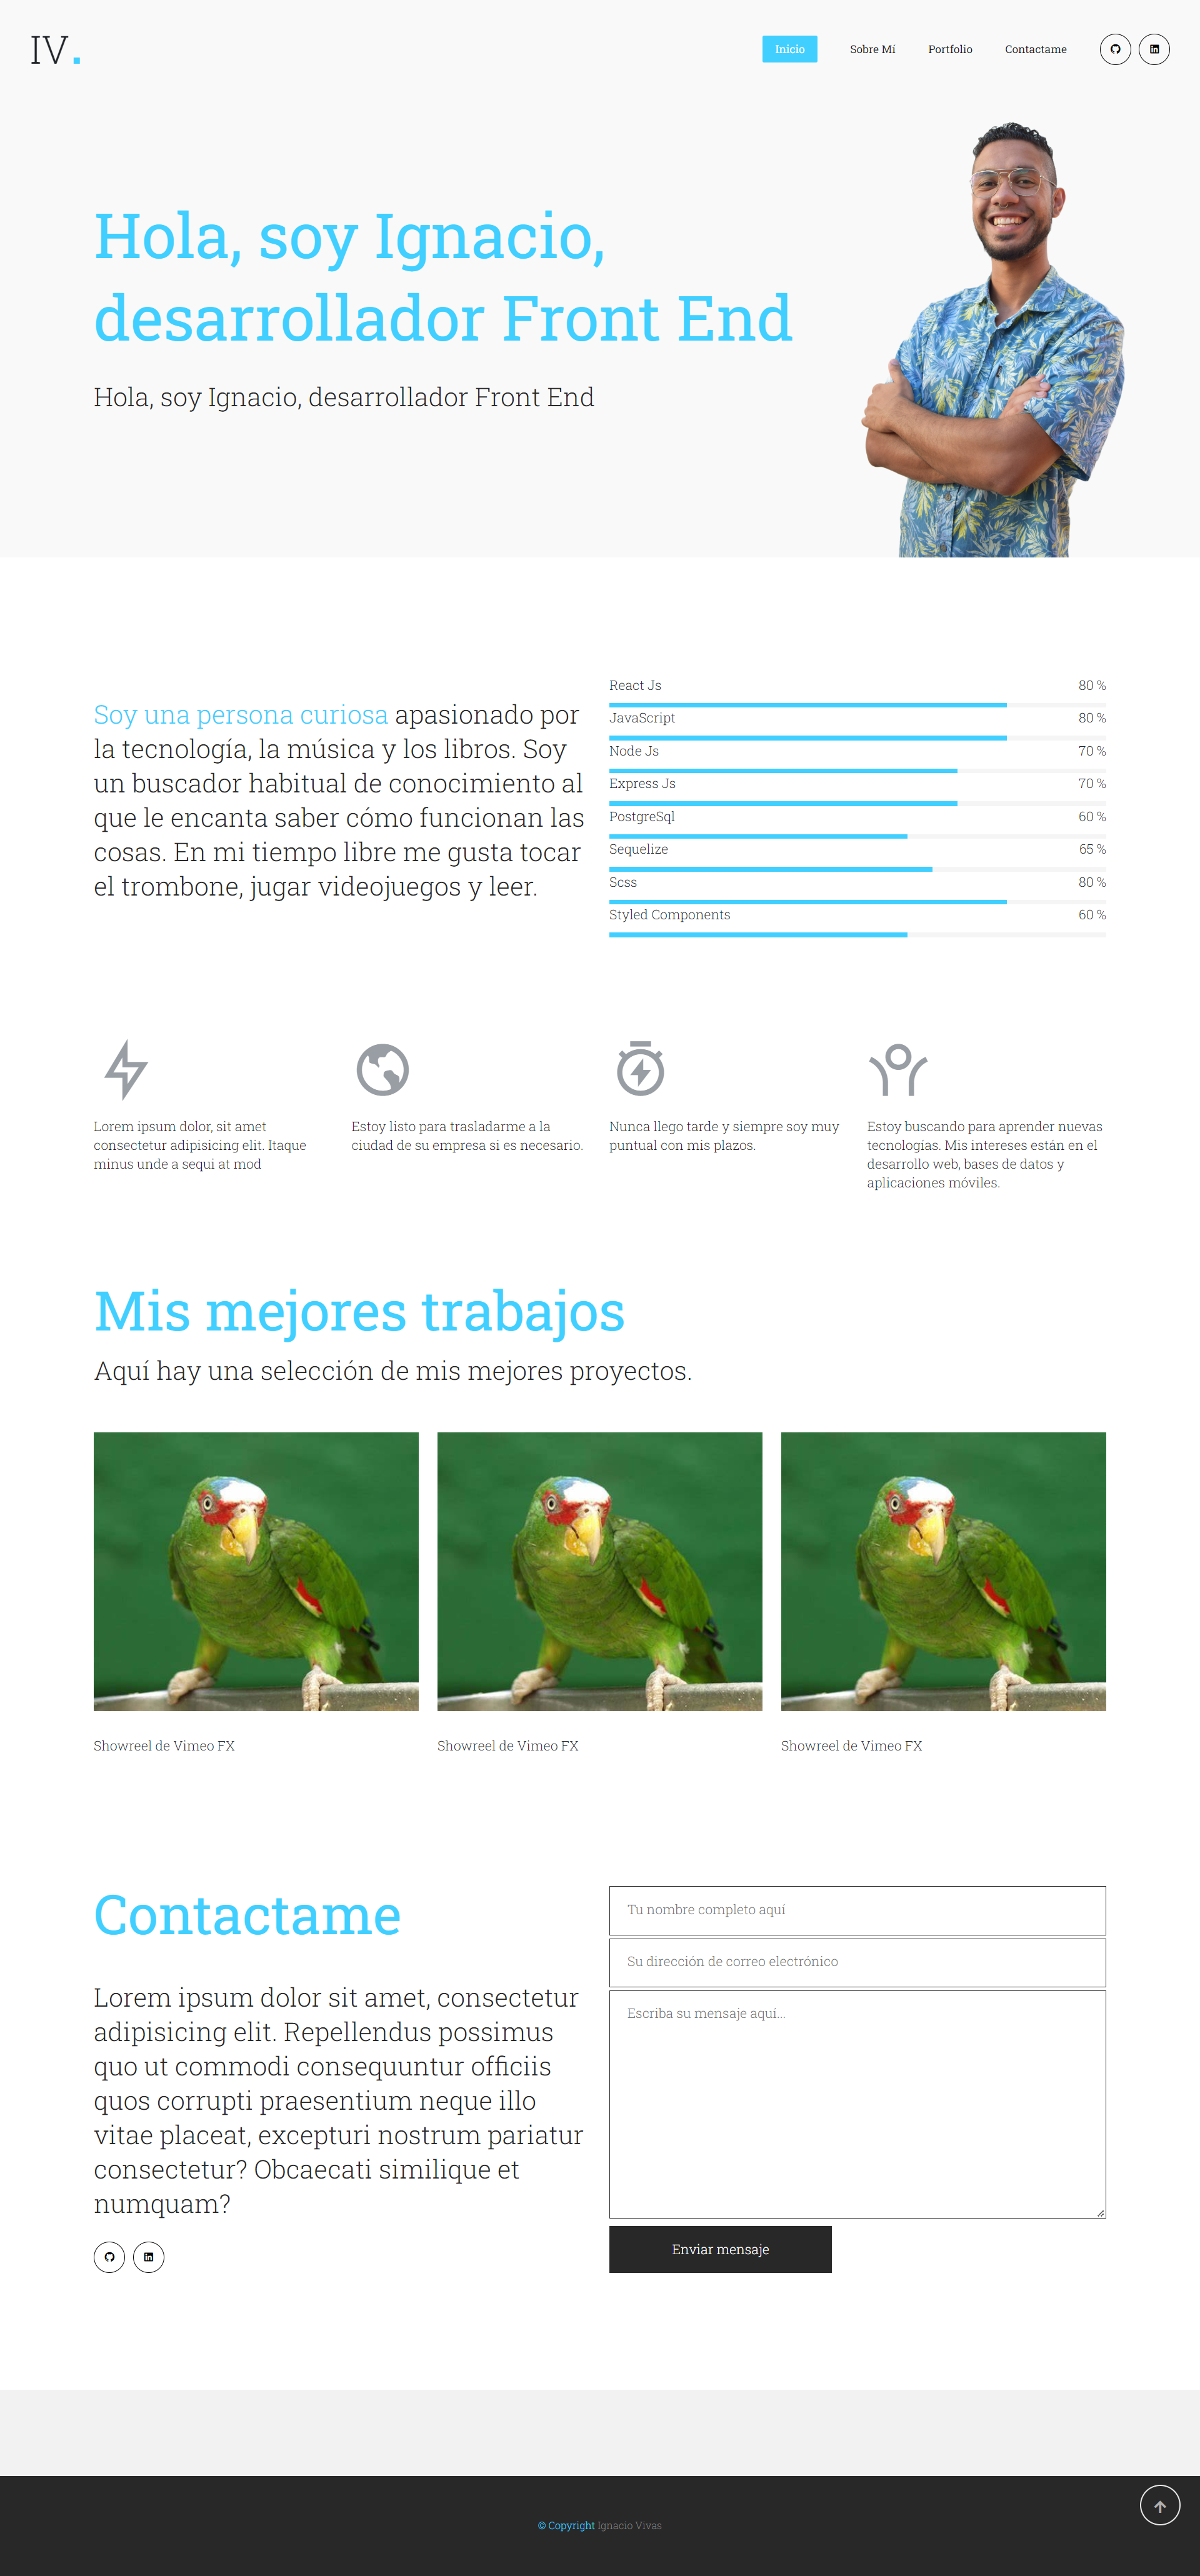 IV.
Inicio
Sobre Mi
Portfolio
Contactame
Hola, soy Ignacio,
desarrollador Front End
Hola, soy Ignacio, desarrollador Front End
Soy una persona curiosa apasionado por
la tecnología, la música y los libros. Soy
un buscador habitual de conocimiento al
que le encanta saber cómo funcionan las
cosas. En mi tiempo libre me gusta tocar
el trombone, jugar videojuegos y leer.
React Js 80 %
JavaScript 80 %
Node Js 70 %
Express Js 70 %
PostgreSql 60 %
Sequelize 65 %
Scss 80 %
Styled Components 60 %
Lorem ipsum dolor, sit amet
consectetur adipisicing elit. Itaque
minus unde a sequi at mod
Estoy listo para trasladarme a la
ciudad de su empresa si es necesario.
Nunca llego tarde y siempre soy muy
puntual con mis plazos.
Estoy buscando para aprender nuevas
tecnologías. Mis intereses están en el
desarrollo web, bases de datos y
aplicaciones móviles.
Mis mejores trabajos
Aquí hay una selección de mis mejores proyectos.
Showreel de Vimeo FX
Showreel de Vimeo FX
Showreel de Vimeo FX
Contactame
Lorem ipsum dolor sit amet, consectetur
adipisicing elit. Repellendus possimus
quo ut commodi consequuntur officiis
quos corrupti praesentium neque illo
vitae placeat, excepturi nostrum pariatur
consectetur? Obcaecati similique et
numquam?
Tu nombre completo aquí
Su dirección de correo electrónico
Escriba su mensaje aquí...
Enviar mensaje
© Copyright Ignacio Vivas